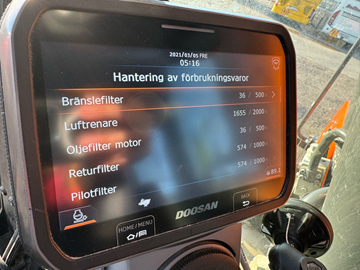 2021/03/05 FRE
05:16
Hantering av förbrukningsvaror
Bränslefilter 36 / 500
Luftrenare 1655 / 2000
Oljefilter motor 36 / 500
Returfilter 574 / 1000
Pilotfilter 574 / 1000
HOME / MENU
DOOSAN
BACK